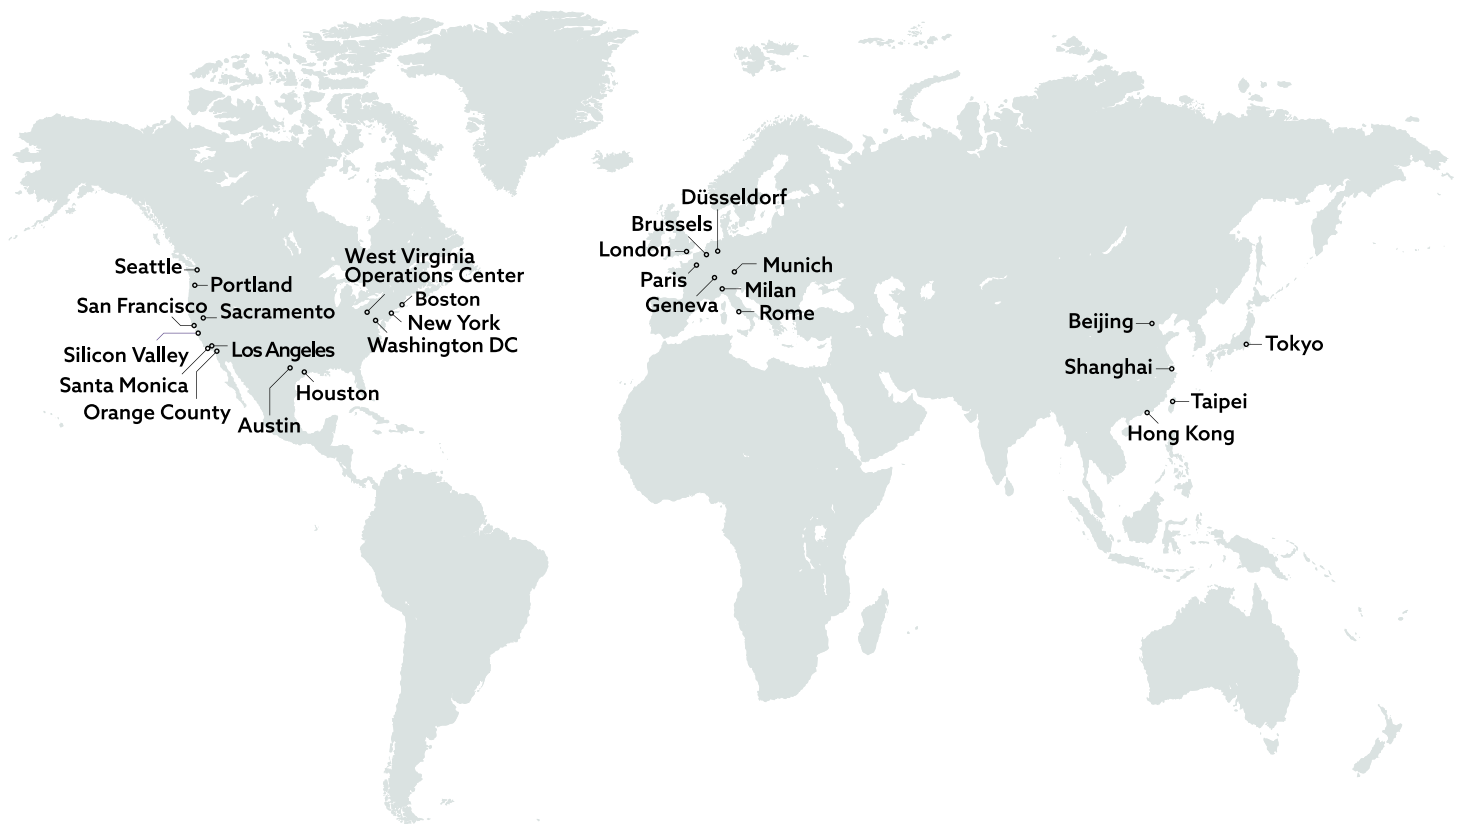 Seattle
Portland
San Francisco
Sacramento
Silicon Valley
Los Angeles
Santa Monica
Orange County
Austin
Houston
West Virginia
Operations Center
Boston
New York
Washington DC
Düsseldorf
Brussels
London
Paris
Geneva
Munich
Milan
Rome
Beijing
Tokyo
Shanghai
Taipei
Hong Kong